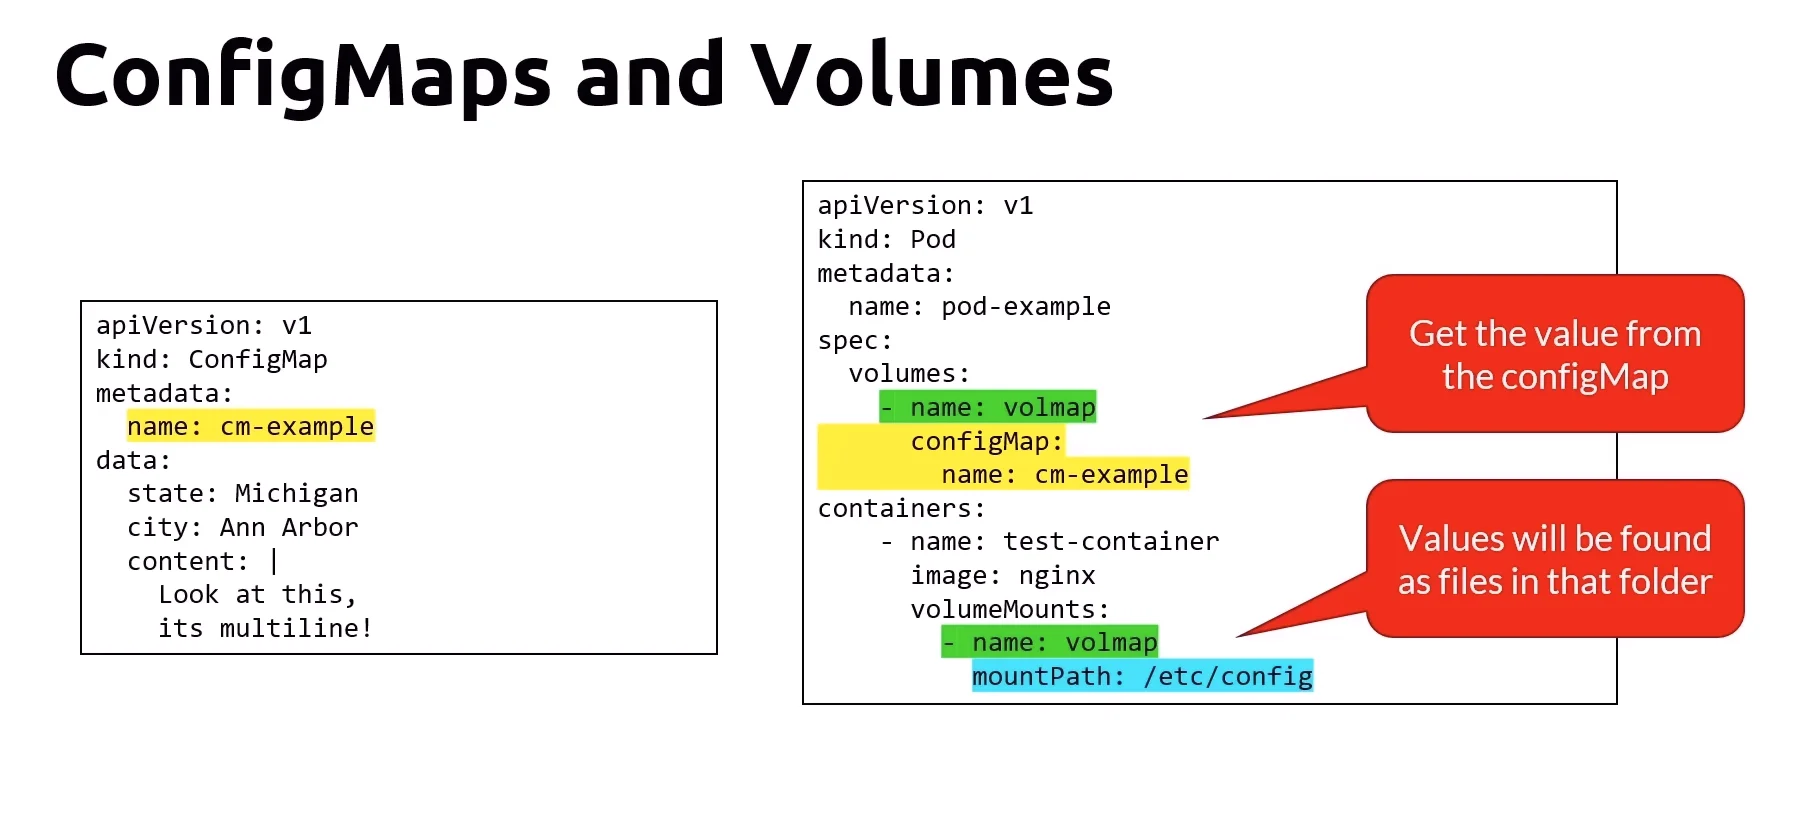 ConfigMaps and Volumes
apiVersion: v1
kind: ConfigMap
metadata:
  name: cm-example
data:
  state: Michigan
  city: Ann Arbor
  content: |
    Look at this,
    its multiline!
apiVersion: v1
kind: Pod
metadata:
  name: pod-example
spec:
  volumes:
    - name: volmap
      configMap:
        name: cm-example
containers:
    - name: test-container
      image: nginx
      volumeMounts:
        - name: volmap
          mountPath: /etc/config
Get the value from
the configMap
Values will be found
as files in that folder